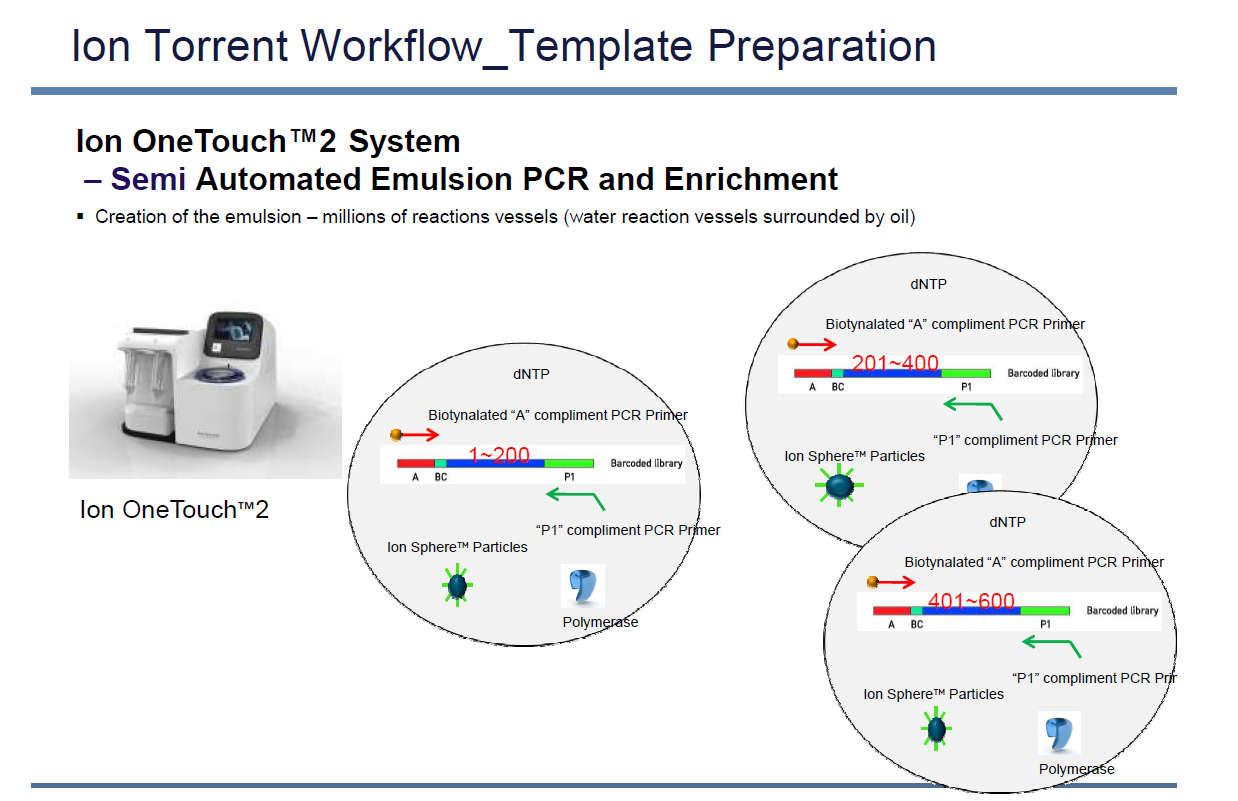 Ion Torrent Workflow_Template Preparation
Ion OneTouch™2 System
– Semi Automated Emulsion PCR and Enrichment
▪ Creation of the emulsion – millions of reactions vessels (water reaction vessels surrounded by oil)
Ion OneTouch™2
dNTP
Biotynalated “A” compliment PCR Primer
1~200
Barcoded library
A BC P1
“P1” compliment PCR Primer
Ion Sphere™ Particles
Polymerase
dNTP
Biotynalated “A” compliment PCR Primer
201~400
Barcoded library
A BC P1
“P1” compliment PCR Primer
Ion Sphere™ Particles
dNTP
Biotynalated “A” compliment PCR Primer
401~600
Barcoded library
A BC P1
“P1” compliment PCR Prir
Ion Sphere™ Particles
Polymerase